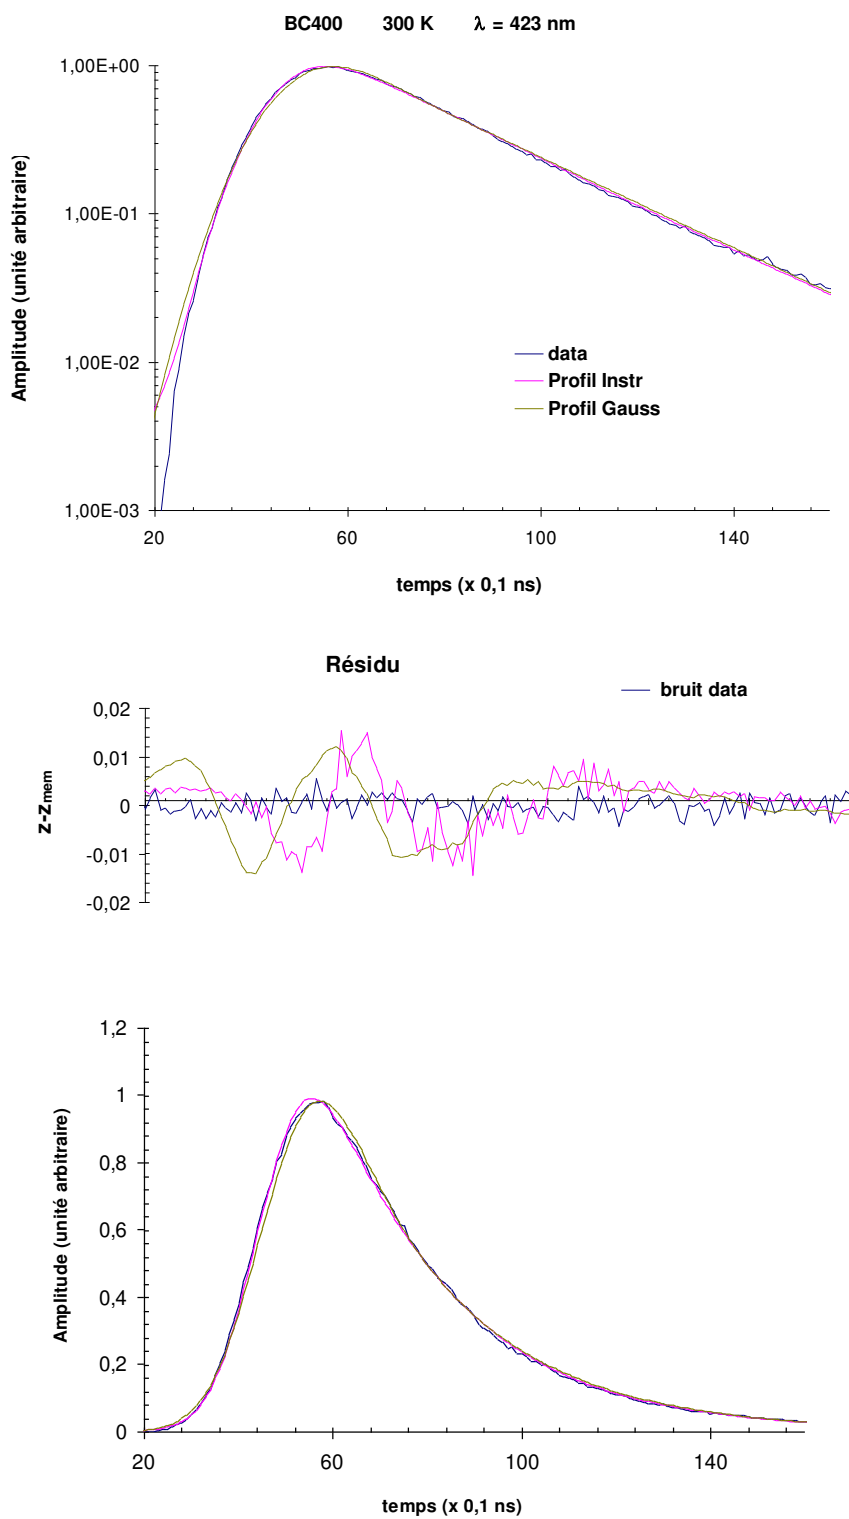 BC400 300 K λ = 423 nm
1,00E+00
1,00E-01
1,00E-02
1,00E-03
Amplitude (unité arbitraire)
data
Profil Instr
Profil Gauss
20 60 100 140
temps (x 0,1 ns)
Résidu
bruit data
0,02
0,01
0
-0,01
-0,02
z-zmem
1,2
1
0,8
0,6
0,4
0,2
0
Amplitude (unité arbitraire)
20 60 100 140
temps (x 0,1 ns)